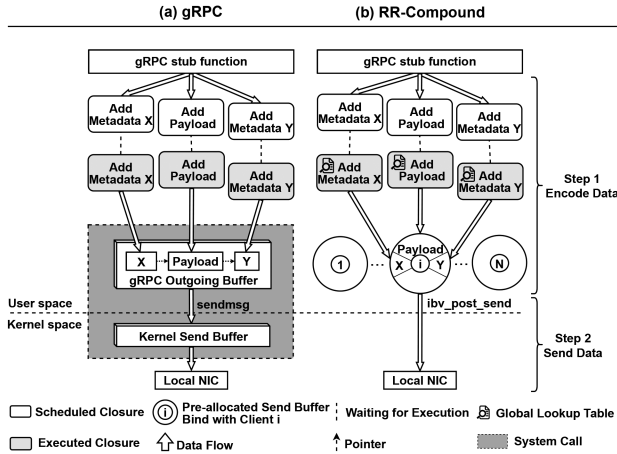 (a) gRPC
(b) RR-Compound
gRPC stub function
gRPC stub function
Add Metadata X
Add Payload
Add Metadata Y
Add Metadata X
Add Payload
Add Metadata Y
Add Metadata X
Add Payload
Add Metadata Y
Add Metadata X
Add Payload
Add Metadata Y
Step 1
Encode Data
X
Payload
Y
gRPC Outgoing Buffer
1
...
Payload
X
i
Y
...
N
sendmsg
ibv_post_send
User space
Kernel space
Kernel Send Buffer
Step 2
Send Data
Local NIC
Local NIC
Scheduled Closure
i
Pre-allocated Send Buffer
Bind with Client i
Waiting for Execution
Global Lookup Table
Executed Closure
Data Flow
Pointer
System Call